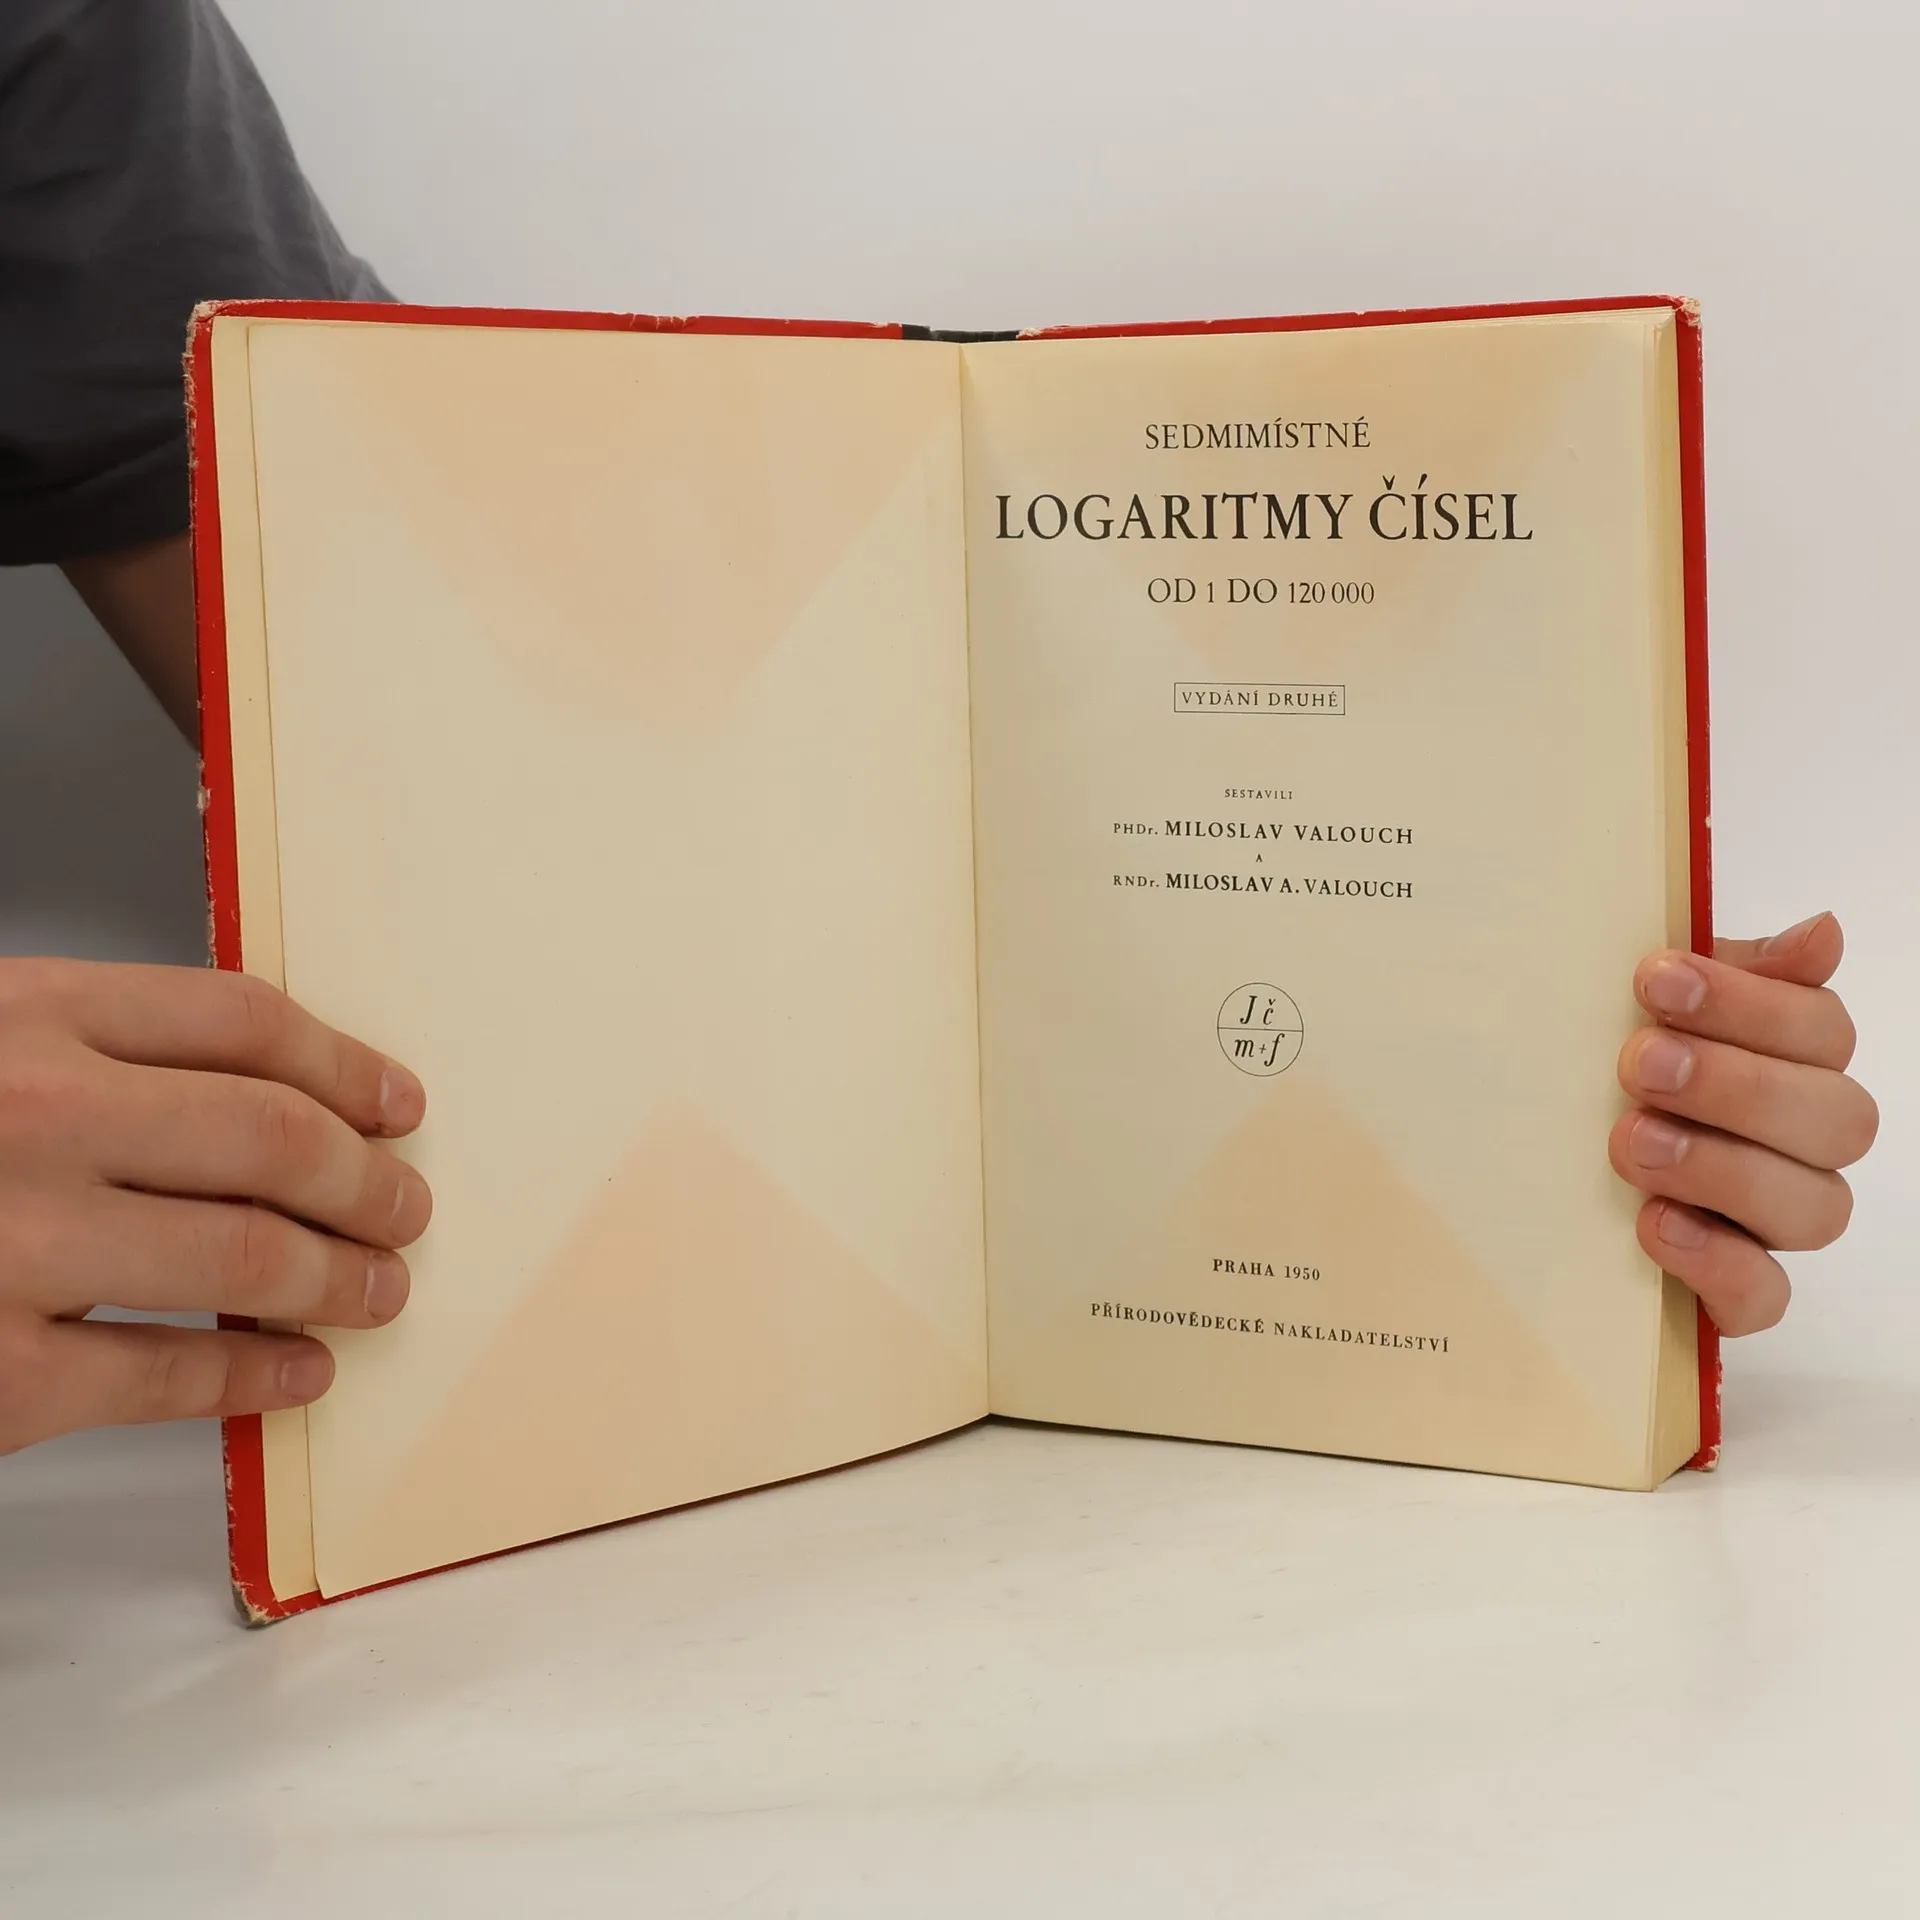 SEDMIMÍSTNÉ
LOGARITMY ČÍSEL
OD 1 DO 120 000
VYDÁNÍ DRUHÉ
SESTAVILI
PHDr. MILOSLAV VALOUCH
A
RNDr. MILOSLAV A. VALOUCH
J č
m+f
PRAHA 1950
PŘÍRODOVĚDECKÉ NAKLADATELSTVÍ